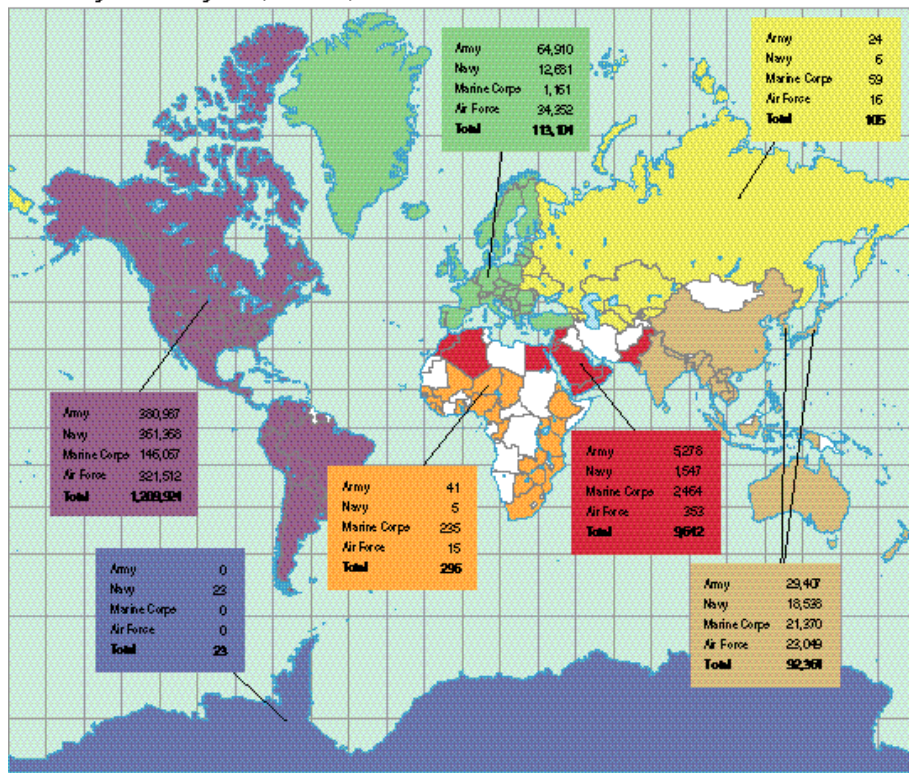 Army 64,910
Navy 12,681
Marine Corps 1,161
Air Force 34,352
Total 113,104
Army 24
Navy 6
Marine Corps 59
Air Force 16
Total 105
Army 380,987
Navy 361,358
Marine Corps 146,067
Air Force 321,512
Total 1,209,924
Army 41
Navy 5
Marine Corps 235
Air Force 15
Total 296
Army 5,278
Navy 1,547
Marine Corps 2464
Air Force 353
Total 9,642
Army 0
Navy 23
Marine Corps 0
Air Force 0
Total 23
Army 29,407
Navy 18,538
Marine Corps 21,370
Air Force 23,049
Total 92,364